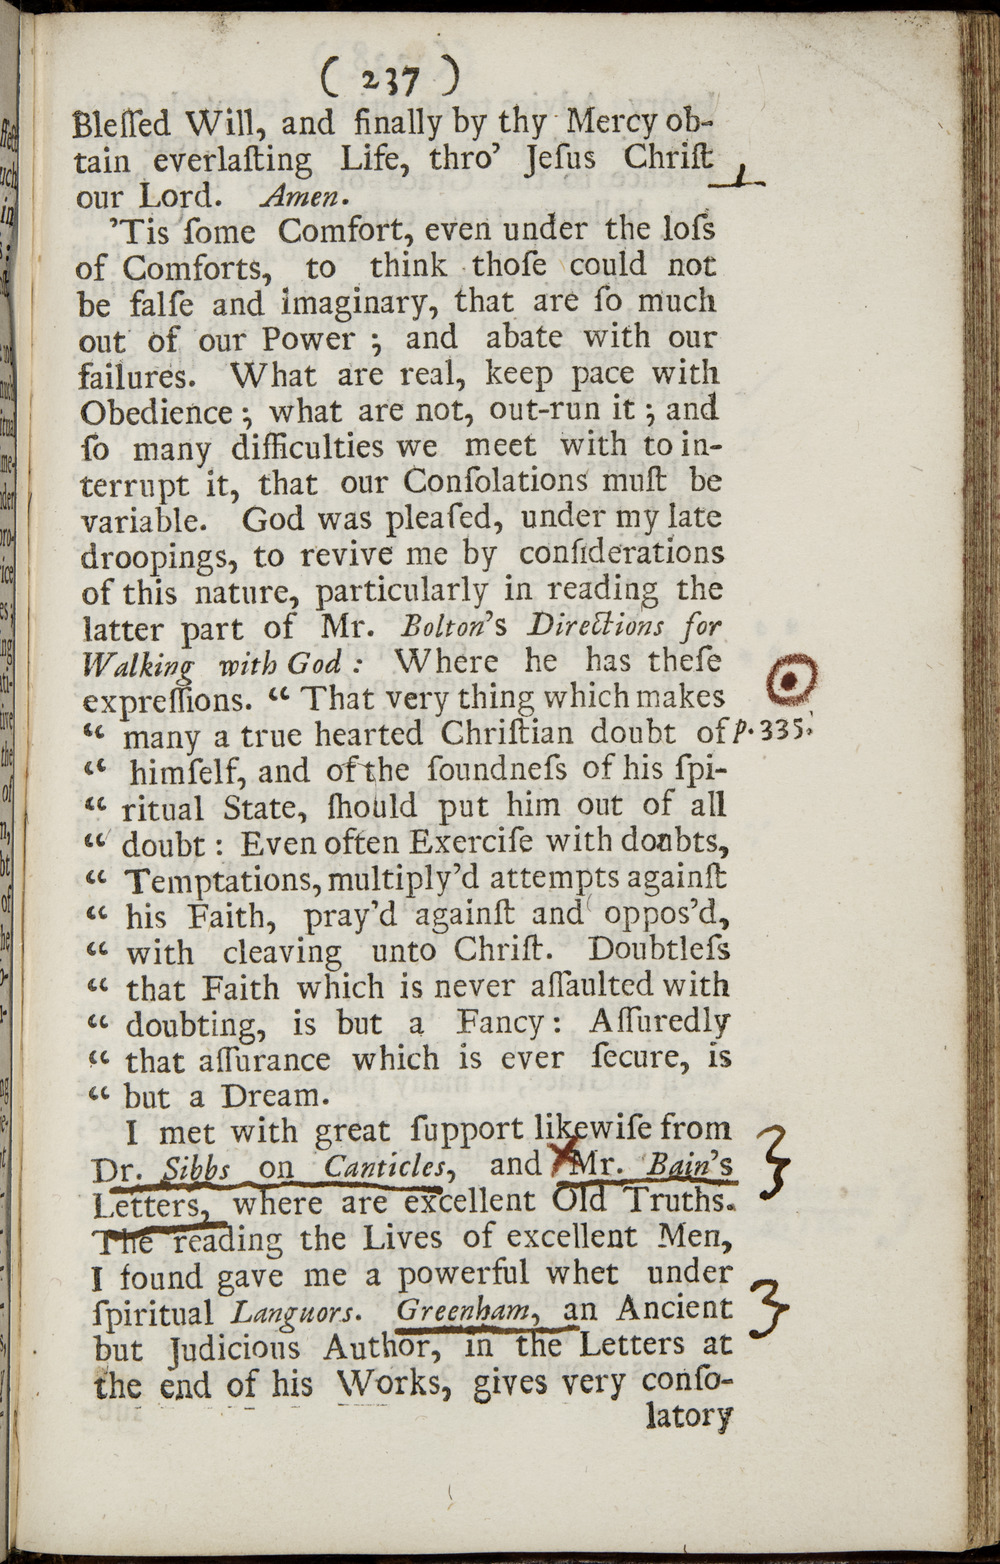 ( 237 )
Bleſſed Will, and finally by thy Mercy ob-
tain everlaſting Life, thro’ Jeſus Chriſt
our Lord. Amen.
’Tis ſome Comfort, even under the loſs
of Comforts, to think thoſe could not
be falſe and imaginary, that are ſo much
out of our Power ; and abate with our
failures. What are real, keep pace with
Obedience ; what are not, out-run it ; and
ſo many difficulties we meet with to in-
terrupt it, that our Conſolations muſt be
variable. God was pleaſed, under my late
droopings, to revive me by conſiderations
of this nature, particularly in reading the
latter part of Mr. Bolton’s Directions for
Walking with God : Where he has theſe
expreſſions. “ That very thing which makes
“ many a true hearted Chriſtian doubt of p. 335.
“ himſelf, and of the ſoundneſs of his ſpi-
“ ritual State, ſhould put him out of all
“ doubt : Even often Exerciſe with donbts,
“ Temptations, multiply’d attempts againſt
“ his Faith, pray’d againſt and oppos’d,
“ with cleaving unto Chriſt. Doubtleſs
“ that Faith which is never aſſaulted with
“ doubting, is but a Fancy : Aſſuredly
“ that aſſurance which is ever ſecure, is
“ but a Dream.
I met with great ſupport likewiſe from
Dr. Sibbs on Canticles, and Mr. Bain’s
Letters, where are excellent Old Truths.
The reading the Lives of excellent Men,
I found gave me a powerful whet under
ſpiritual Languors. Greenham, an Ancient
but Judicious Author, in the Letters at
the end of his Works, gives very conſo-
latory